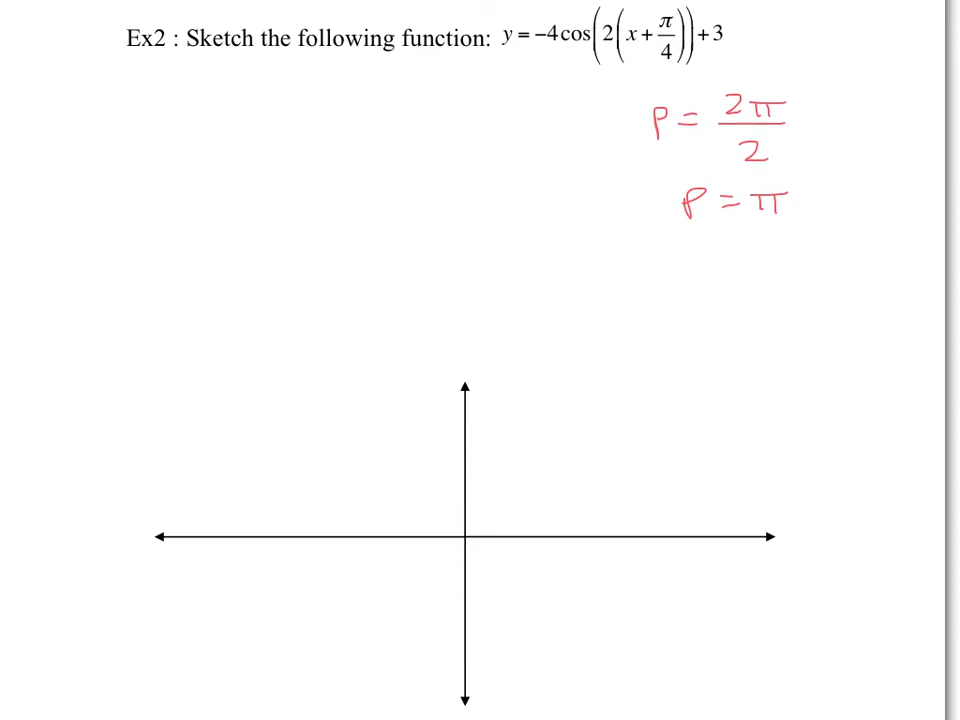 Ex2 : Sketch the following function: y = −4cos(2(x + π/4)) + 3
P = 2π/2
P = π